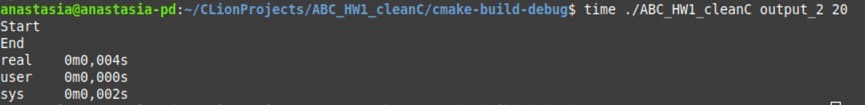 anastasia@anastasia-pd:~/CLionProjects/ABC_HW1_cleanC/cmake-build-debug$ time ./ABC_HW1_cleanC output_2 20
Start
End
real    0m0,004s
user    0m0,000s
sys     0m0,002s